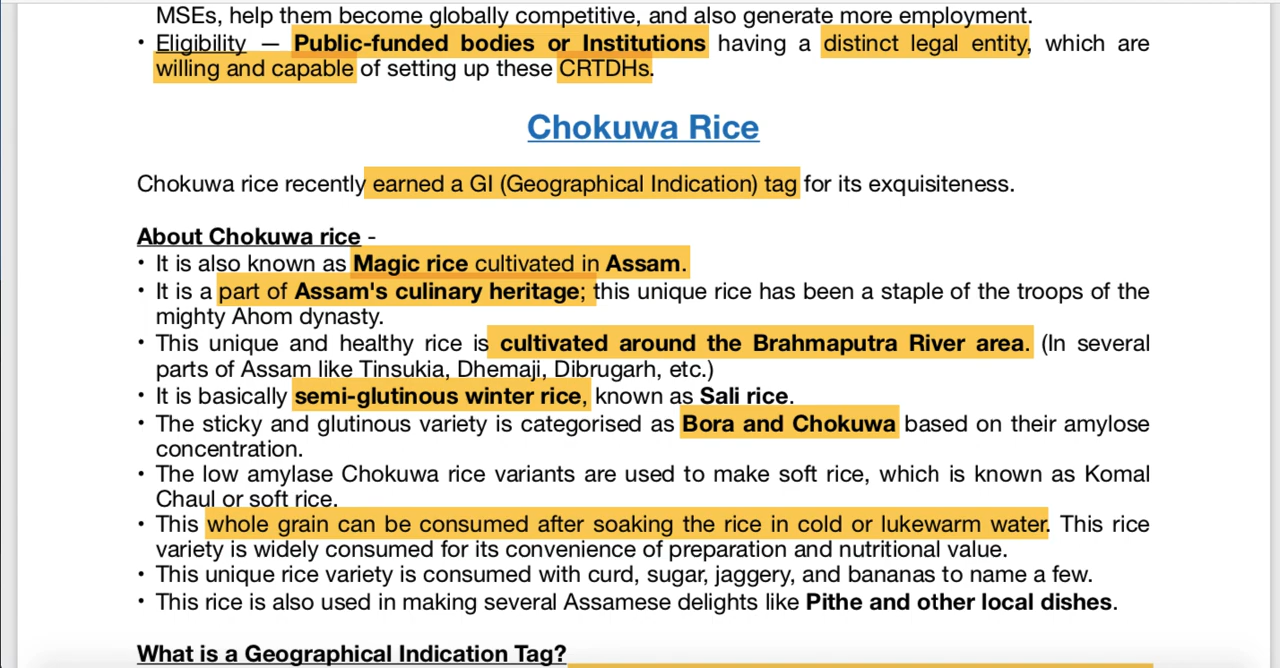 MSEs, help them become globally competitive, and also generate more employment.
• Eligibility — Public-funded bodies or Institutions having a distinct legal entity, which are
willing and capable of setting up these CRTDHs.
Chokuwa Rice
Chokuwa rice recently earned a GI (Geographical Indication) tag for its exquisiteness.
About Chokuwa rice -
• It is also known as Magic rice cultivated in Assam.
• It is a part of Assam's culinary heritage; this unique rice has been a staple of the troops of the
mighty Ahom dynasty.
• This unique and healthy rice is cultivated around the Brahmaputra River area. (In several
parts of Assam like Tinsukia, Dhemaji, Dibrugarh, etc.)
• It is basically semi-glutinous winter rice, known as Sali rice.
• The sticky and glutinous variety is categorised as Bora and Chokuwa based on their amylose
concentration.
• The low amylase Chokuwa rice variants are used to make soft rice, which is known as Komal
Chaul or soft rice.
• This whole grain can be consumed after soaking the rice in cold or lukewarm water. This rice
variety is widely consumed for its convenience of preparation and nutritional value.
• This unique rice variety is consumed with curd, sugar, jaggery, and bananas to name a few.
• This rice is also used in making several Assamese delights like Pithe and other local dishes.
What is a Geographical Indication Tag?